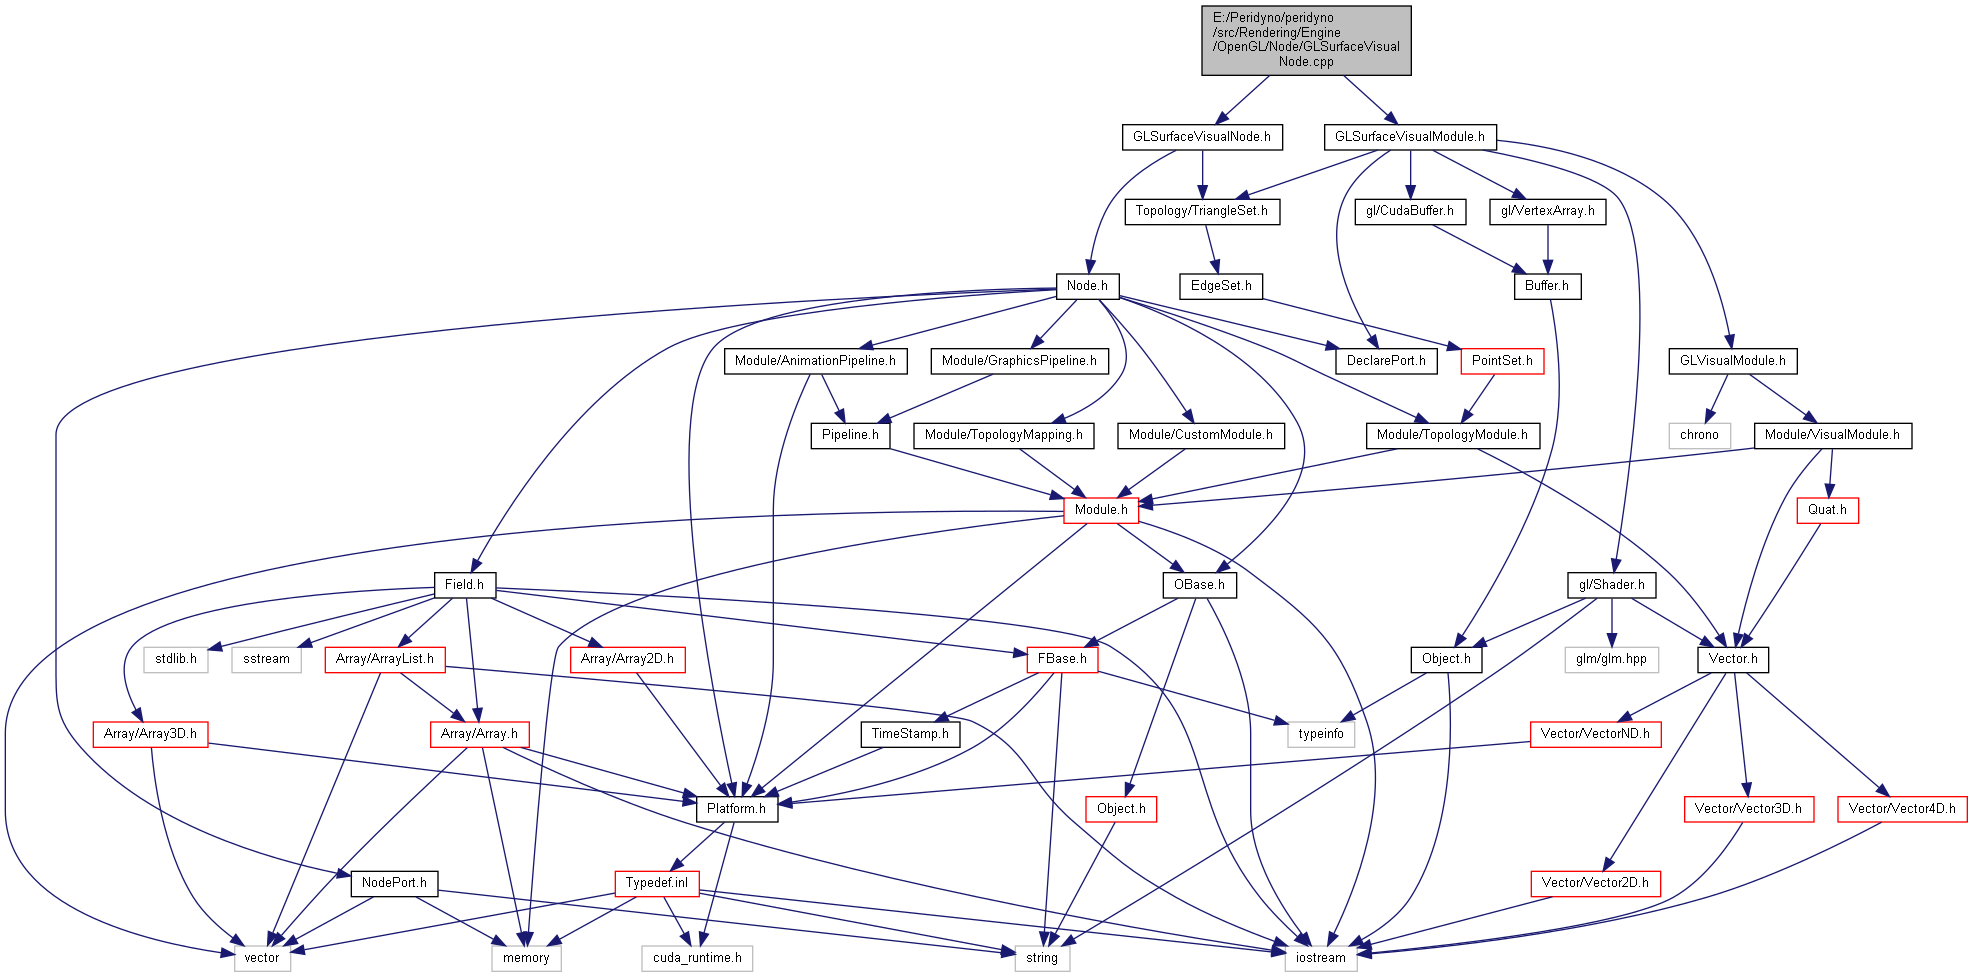 E:/Peridyno/peridyno
/src/Rendering/Engine
/OpenGL/Node/GLSurfaceVisual
Node.cpp
GLSurfaceVisualNode.h
GLSurfaceVisualModule.h
Topology/TriangleSet.h
gl/CudaBuffer.h
gl/VertexArray.h
Node.h
EdgeSet.h
Buffer.h
Module/AnimationPipeline.h
Module/GraphicsPipeline.h
DeclarePort.h
PointSet.h
GLVisualModule.h
Pipeline.h
Module/TopologyMapping.h
Module/CustomModule.h
Module/TopologyModule.h
chrono
Module/VisualModule.h
Module.h
Quat.h
Field.h
OBase.h
gl/Shader.h
stdlib.h
sstream
Array/ArrayList.h
Array/Array2D.h
FBase.h
Object.h
glm/glm.hpp
Vector.h
Array/Array3D.h
Array/Array.h
TimeStamp.h
typeinfo
Vector/VectorND.h
Platform.h
Object.h
Vector/Vector3D.h
Vector/Vector4D.h
NodePort.h
Typedef.inl
Vector/Vector2D.h
vector
memory
cuda_runtime.h
string
iostream